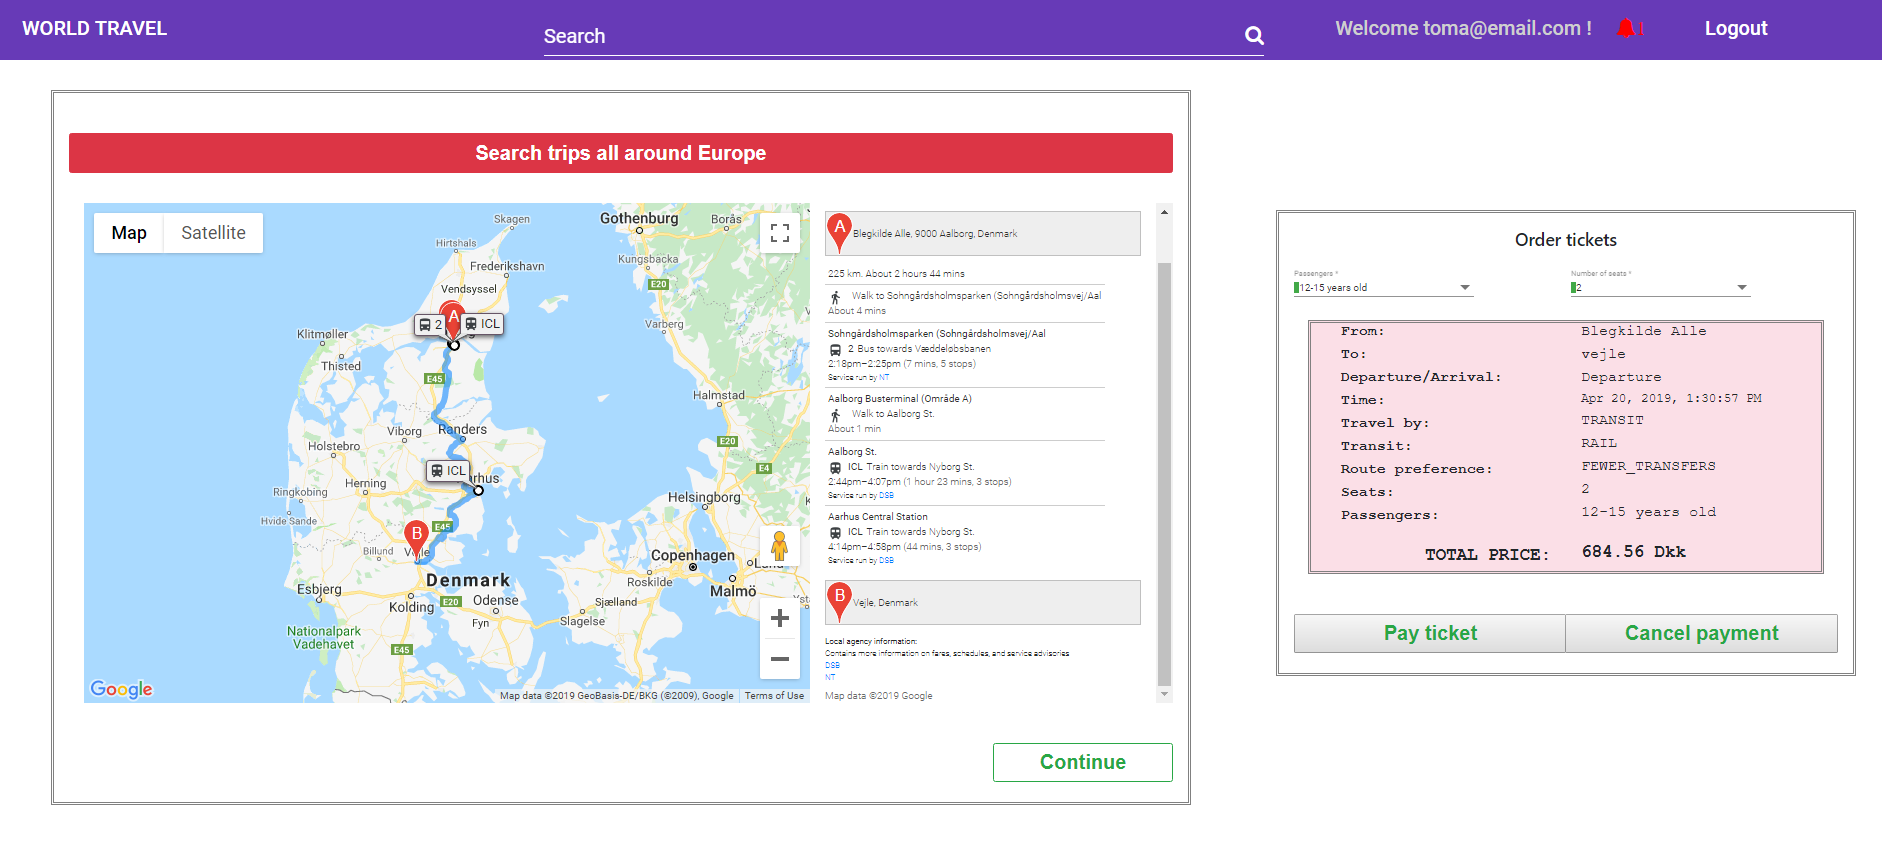 WORLD TRAVEL
Search
Welcome toma@email.com !
1
Logout
Search trips all around Europe
Map
Satellite
Skagen
Gothenburg
Borås
Hirtshals
Kungsbacka
Frederikshavn
E20
Vendsyssel
A
2
ICL
Klitmøller
Varberg
Thisted
E45
Halmstad
Viborg
Randers
E20
Holstebro
E4
ICL
Herning
Ringkobing
Helsingborg
Hvide Sande
E45
B
Billund
Copenhagen
Denmark
Roskilde
Malmö
Esbjerg
Kolding
E20
Odense
Sjælland
Fyn
Slagelse
Nationalpark
Vadehavet
E45
Google
Map data ©2019 GeoBasis-DE/BKG (©2009), Google
Terms of Use
A
Blegkilde Alle, 9000 Aalborg, Denmark
225 km. About 2 hours 44 mins
Walk to Sohngårdsholmsparken (Sohngårdsholmsvej/Aal
About 4 mins
Sohngårdsholmsparken (Sohngårdsholmsvej/Aal
2 Bus towards Væddeløbsbanen
2:18pm–2:25pm (7 mins, 5 stops)
Service run by NT
Aalborg Busterminal (Område A)
Walk to Aalborg St.
About 1 min
Aalborg St.
ICL Train towards Nyborg St.
2:44pm–4:07pm (1 hour 23 mins, 3 stops)
Service run by DSB
Aarhus Central Station
ICL Train towards Nyborg St.
4:14pm–4:58pm (44 mins, 3 stops)
Service run by DSB
B
Vejle, Denmark
Local agency information:
Contains more information on fares, schedules, and service advisories
DSB
NT
Map data ©2019 Google
Continue
Order tickets
Passengers *
12-15 years old
Number of seats *
2
From: Blegkilde Alle
To: vejle
Departure/Arrival: Departure
Time: Apr 20, 2019, 1:30:57 PM
Travel by: TRANSIT
Transit: RAIL
Route preference: FEWER_TRANSFERS
Seats: 2
Passengers: 12-15 years old
TOTAL PRICE: 684.56 Dkk
Pay ticket
Cancel payment